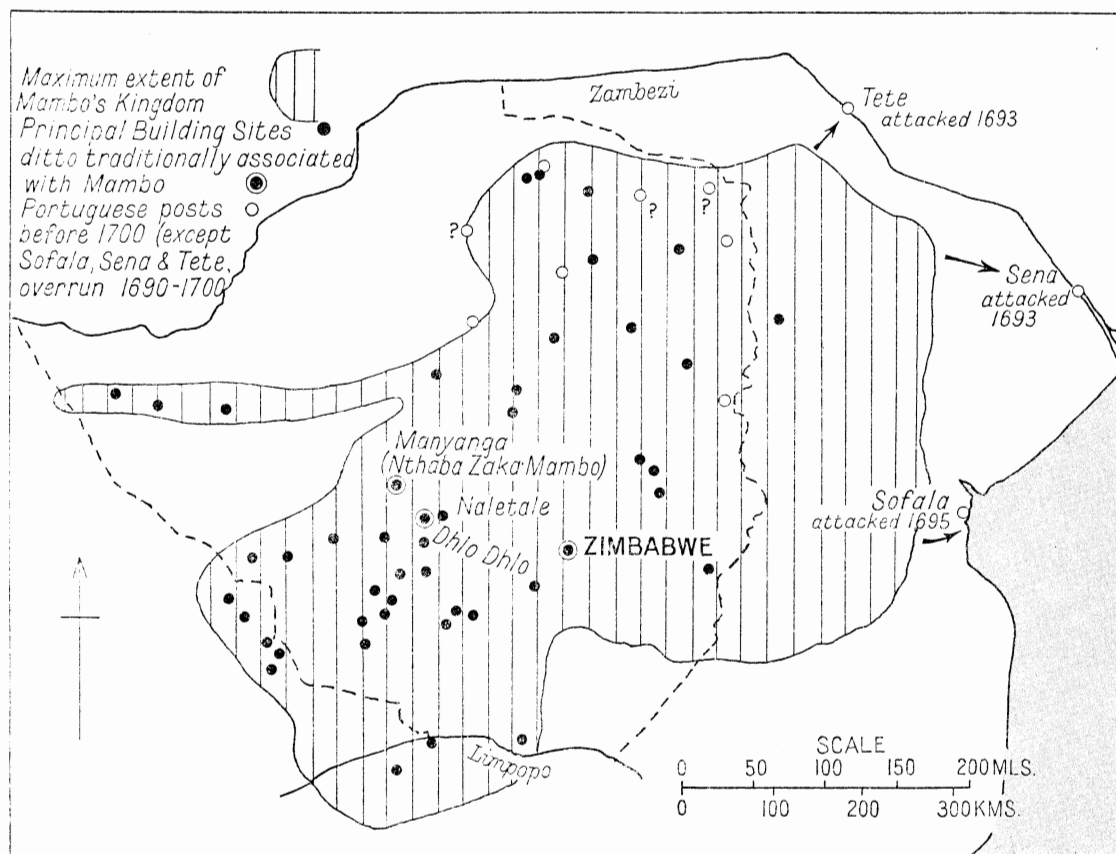 Maximum extent of
Mambo's Kingdom
Principal Building Sites
ditto traditionally associated
with Mambo
Portuguese posts
before 1700 (except
Sofala, Sena & Tete,
overrun 1690-1700
Zambezi
Tete
attacked 1693
?
?
?
Sena
attacked
1693
Manyanga
(Nthaba Zaka Mambo)
Naletale
Dhlo Dhlo
ZIMBABWE
Sofala
attacked 1695
Limpopo
SCALE
0 50 100 150 200 MLS.
0 100 200 300 KMS.